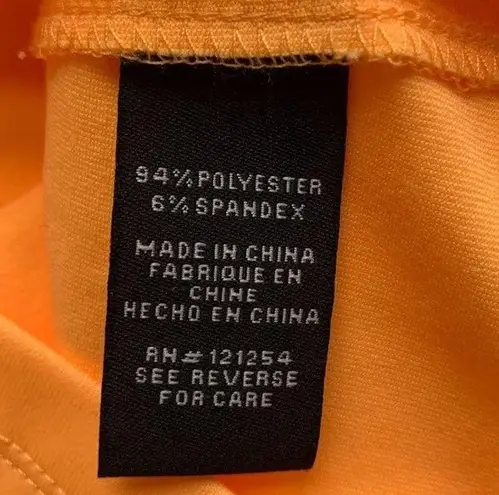 94% POLYESTER
6% SPANDEX
MADE IN CHINA
FABRIQUE EN
CHINE
HECHO EN CHINA
RN# 121254
SEE REVERSE
FOR CARE